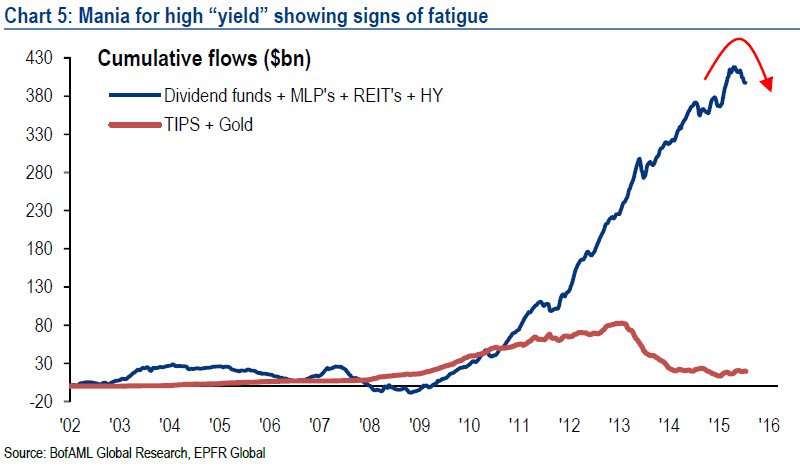 Chart 5: Mania for high “yield” showing signs of fatigue
Cumulative flows ($bn)
Dividend funds + MLP's + REIT's + HY
TIPS + Gold
430
380
330
280
230
180
130
80
30
-20
'02 '03 '04 '05 '06 '07 '08 '09 '10 '11 '12 '13 '14 '15 '16
Source: BofAML Global Research, EPFR Global